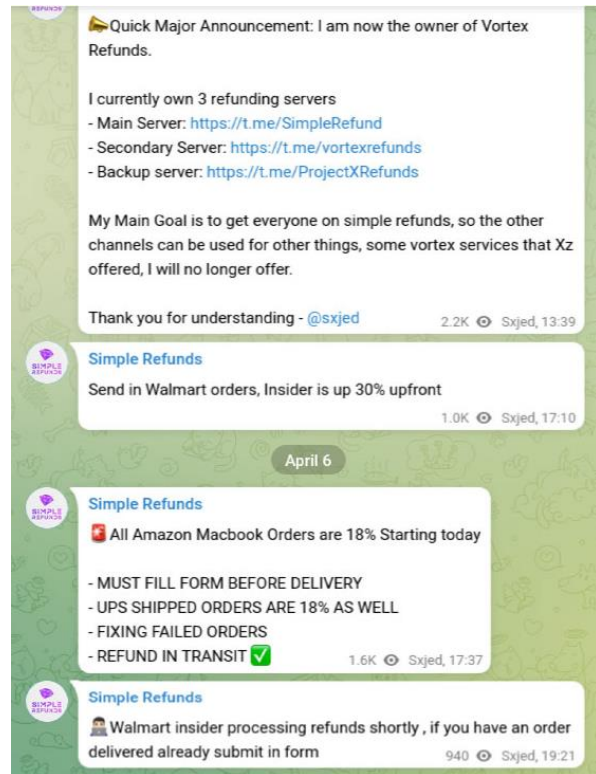 📣Quick Major Announcement: I am now the owner of Vortex
Refunds.
I currently own 3 refunding servers
- Main Server: https://t.me/SimpleRefund
- Secondary Server: https://t.me/vortexrefunds
- Backup server: https://t.me/ProjectXRefunds
My Main Goal is to get everyone on simple refunds, so the other
channels can be used for other things, some vortex services that Xz
offered, I will no longer offer.
Thank you for understanding - @sxjed
2.2K Sxjed, 13:39
SIMPLE
REFUNDS
Simple Refunds
Send in Walmart orders, Insider is up 30% upfront
1.0K Sxjed, 17:10
April 6
SIMPLE
REFUNDS
Simple Refunds
🚨All Amazon Macbook Orders are 18% Starting today
- MUST FILL FORM BEFORE DELIVERY
- UPS SHIPPED ORDERS ARE 18% AS WELL
- FIXING FAILED ORDERS
- REFUND IN TRANSIT ✅
1.6K Sxjed, 17:37
SIMPLE
REFUNDS
Simple Refunds
👨🏻‍💻Walmart insider processing refunds shortly , if you have an order
delivered already submit in form
940 Sxjed, 19:21